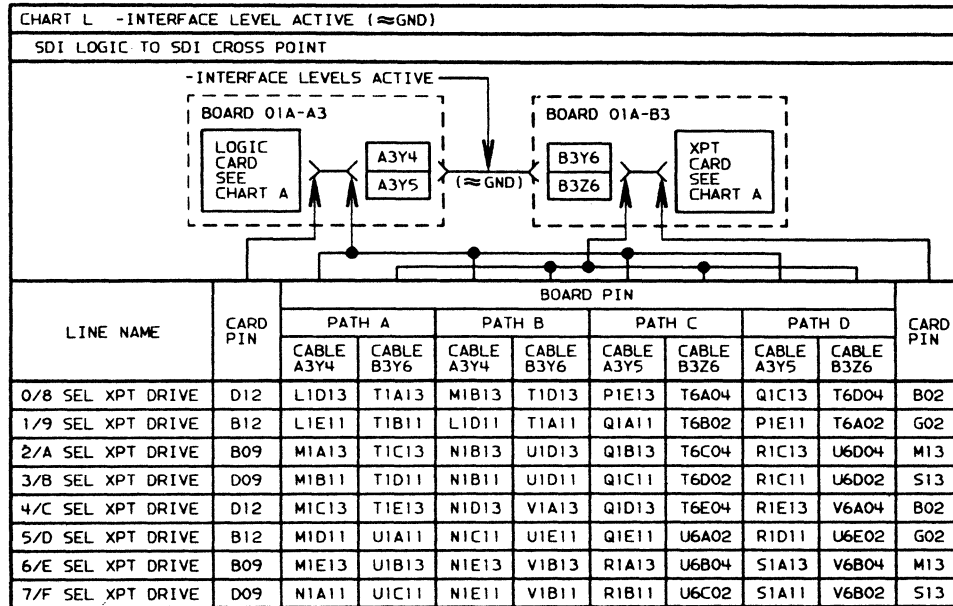 CHART L -INTERFACE LEVEL ACTIVE (≈GND)
SDI LOGIC TO SDI CROSS POINT
-INTERFACE LEVELS ACTIVE
BOARD 01A-A3
BOARD 01A-B3
LOGIC CARD SEE CHART A
A3Y4
A3Y5
(≈GND)
B3Y6
B3Z6
XPT CARD SEE CHART A
LINE NAME
CARD PIN
BOARD PIN
CARD PIN
PATH A PATH B PATH C PATH D
CABLE A3Y4 CABLE B3Y6 CABLE A3Y4 CABLE B3Y6 CABLE A3Y5 CABLE B3Z6 CABLE A3Y5 CABLE B3Z6
0/8 SEL XPT DRIVE D12 L1D13 T1A13 M1B13 T1D13 P1E13 T6A04 Q1C13 T6D04 B02
1/9 SEL XPT DRIVE B12 L1E11 T1B11 L1D11 T1A11 Q1A11 T6B02 P1E11 T6A02 G02
2/A SEL XPT DRIVE B09 M1A13 T1C13 N1B13 U1D13 Q1B13 T6C04 R1C13 U6D04 M13
3/B SEL XPT DRIVE D09 M1B11 T1D11 N1B11 U1D11 Q1C11 T6D02 R1C11 U6D02 S13
4/C SEL XPT DRIVE D12 M1C13 T1E13 N1D13 V1A13 Q1D13 T6E04 R1E13 V6A04 B02
5/D SEL XPT DRIVE B12 M1D11 U1A11 N1C11 U1E11 Q1E11 U6A02 R1D11 U6E02 G02
6/E SEL XPT DRIVE B09 M1E13 U1B13 N1E13 V1B13 R1A13 U6B04 S1A13 V6B04 M13
7/F SEL XPT DRIVE D09 N1A11 U1C11 N1E11 V1B11 R1B11 U6C02 S1A11 V6B02 S13